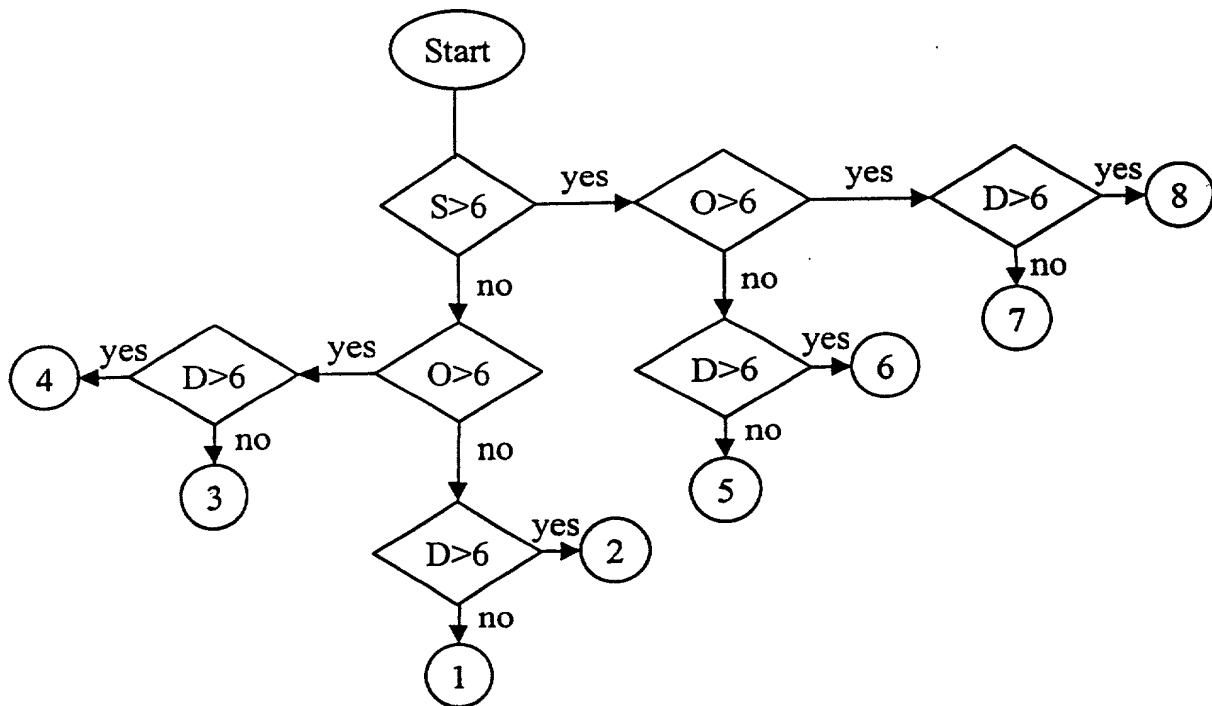 Start
S>6
yes
O>6
yes
D>6
yes
8
no
7
no
no
D>6
yes
6
no
5
O>6
yes
D>6
yes
4
no
3
no
D>6
yes
2
no
1